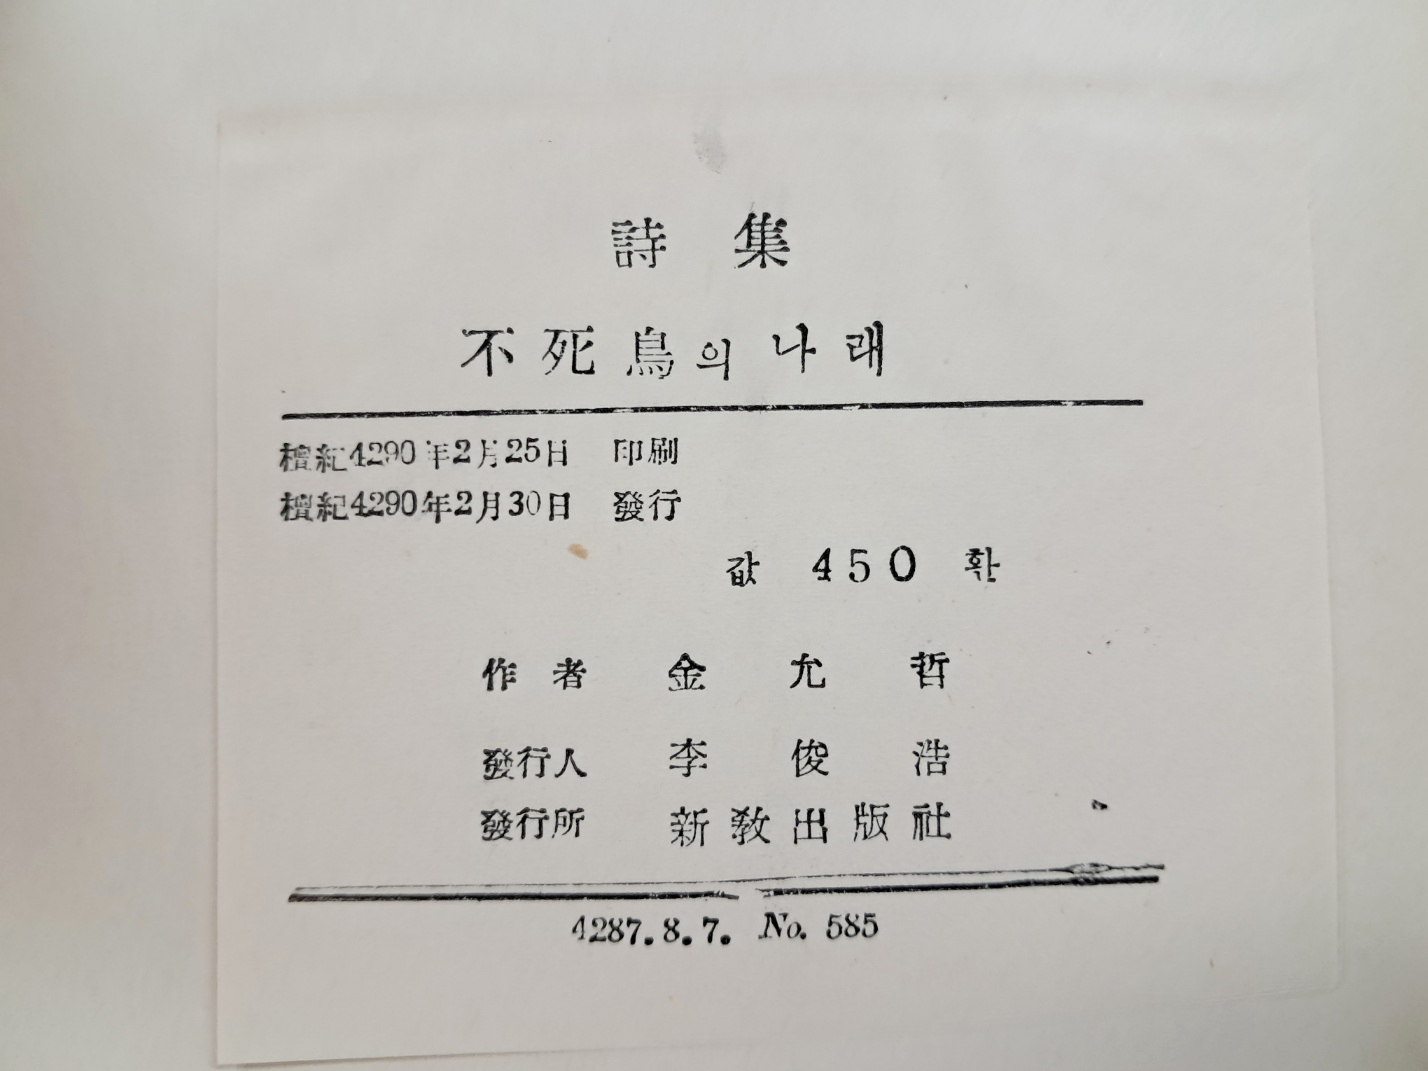 詩集
不死鳥의 나래
檀紀4290年2月25日 印刷
檀紀4290年2月30日 發行
값 450 환
作者 金允哲
發行人 李俊浩
發行所 新敎出版社
4287.8.7. No. 585